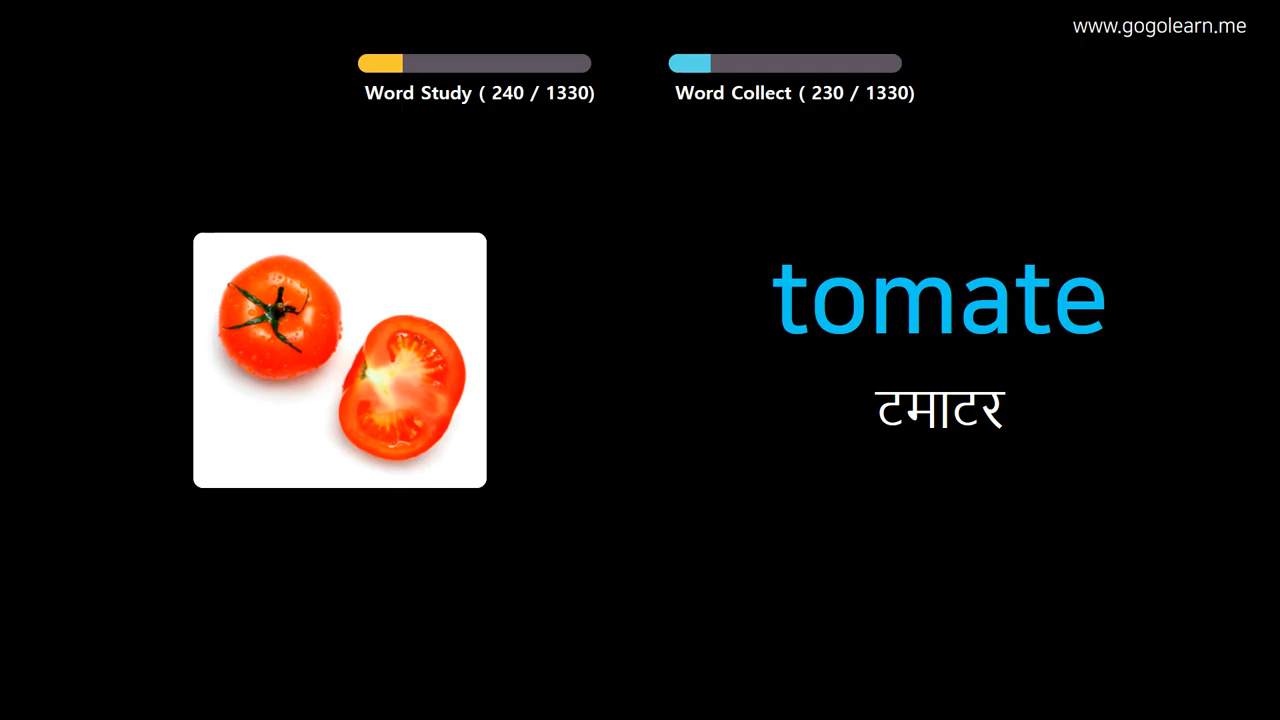 www.gogolearn.me
Word Study ( 240 / 1330)
Word Collect ( 230 / 1330)
tomate
टमाटर